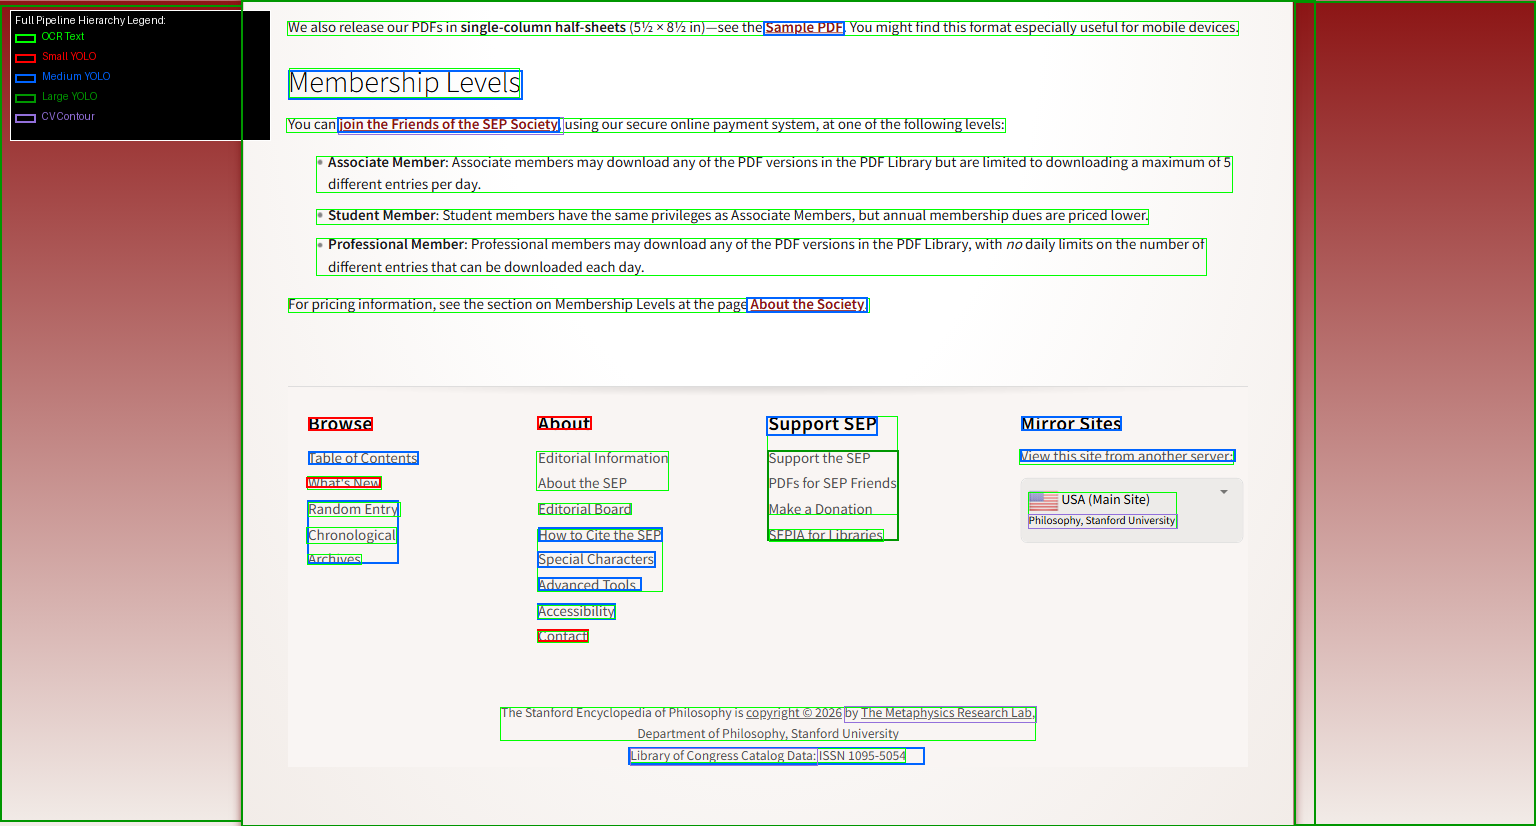 Full Pipeline Hierarchy Legend:
OCR Text
Small YOLO
Medium YOLO
Large YOLO
CV Contour
We also release our PDFs in single-column half-sheets (5½ × 8½ in)—see the Sample PDF. You might find this format especially useful for mobile devices.
Membership Levels
You can join the Friends of the SEP Society, using our secure online payment system, at one of the following levels:
• Associate Member: Associate members may download any of the PDF versions in the PDF Library but are limited to downloading a maximum of 5
different entries per day.
• Student Member: Student members have the same privileges as Associate Members, but annual membership dues are priced lower.
• Professional Member: Professional members may download any of the PDF versions in the PDF Library, with no daily limits on the number of
different entries that can be downloaded each day.
For pricing information, see the section on Membership Levels at the page About the Society.
Browse
Table of Contents
What's New
Random Entry
Chronological
Archives
About
Editorial Information
About the SEP
Editorial Board
How to Cite the SEP
Special Characters
Advanced Tools
Accessibility
Contact
Support SEP
Support the SEP
PDFs for SEP Friends
Make a Donation
SEPIA for Libraries
Mirror Sites
View this site from another server:
USA (Main Site)
Philosophy, Stanford University
The Stanford Encyclopedia of Philosophy is copyright © 2026 by The Metaphysics Research Lab,
Department of Philosophy, Stanford University
Library of Congress Catalog Data: ISSN 1095-5054